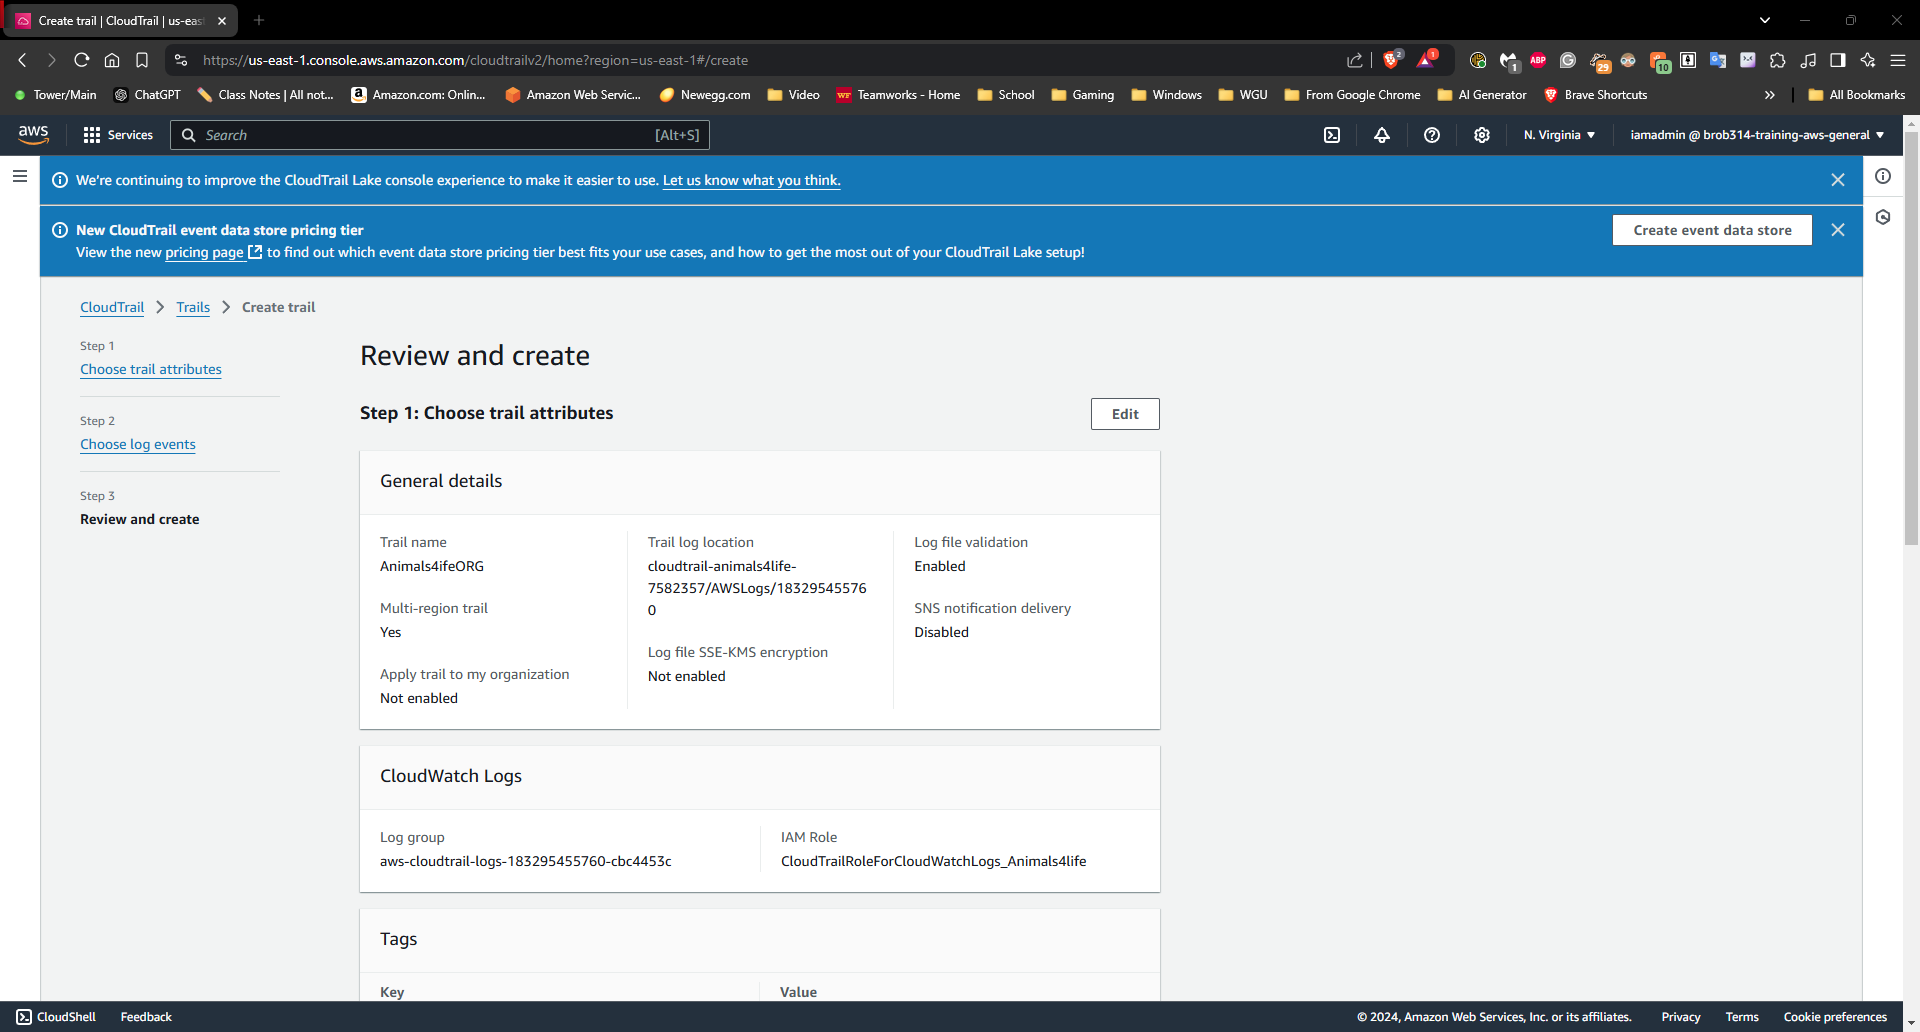 Create trail | CloudTrail | us-eas
https://us-east-1.console.aws.amazon.com/cloudtrailv2/home?region=us-east-1#/create
2
1
1
ABP
29
10
Tower/Main
ChatGPT
Class Notes | All not...
Amazon.com: Onlin...
Amazon Web Servic...
Newegg.com
Video
WF Teamworks - Home
School
Gaming
Windows
WGU
From Google Chrome
AI Generator
Brave Shortcuts
All Bookmarks
aws
Services
Search
[Alt+S]
N. Virginia
iamadmin @ brob314-training-aws-general
We're continuing to improve the CloudTrail Lake console experience to make it easier to use. Let us know what you think.
New CloudTrail event data store pricing tier
View the new pricing page to find out which event data store pricing tier best fits your use cases, and how to get the most out of your CloudTrail Lake setup!
Create event data store
CloudTrail
Trails
Create trail
Step 1
Choose trail attributes
Step 2
Choose log events
Step 3
Review and create
Review and create
Step 1: Choose trail attributes
Edit
General details
Trail name
Animals4ifeORG
Multi-region trail
Yes
Apply trail to my organization
Not enabled
Trail log location
cloudtrail-animals4life-
7582357/AWSLogs/18329545576
0
Log file SSE-KMS encryption
Not enabled
Log file validation
Enabled
SNS notification delivery
Disabled
CloudWatch Logs
Log group
aws-cloudtrail-logs-183295455760-cbc4453c
IAM Role
CloudTrailRoleForCloudWatchLogs_Animals4life
Tags
Key
Value
CloudShell
Feedback
© 2024, Amazon Web Services, Inc. or its affiliates.
Privacy
Terms
Cookie preferences